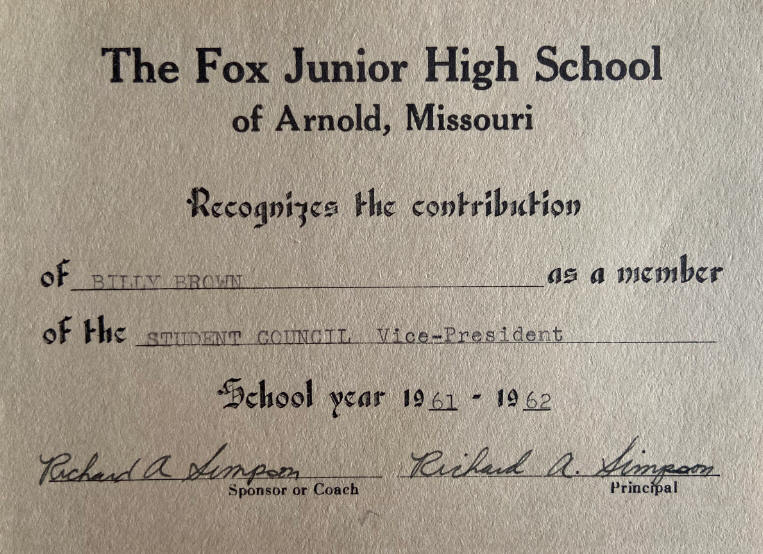 The Fox Junior High School
of Arnold, Missouri
Recognizes the contribution
of BILLY BROWN as a member
of the STUDENT COUNCIL Vice-President
School year 1961 - 1962
Richard A Simpson Richard A. Simpson
Sponsor or Coach Principal